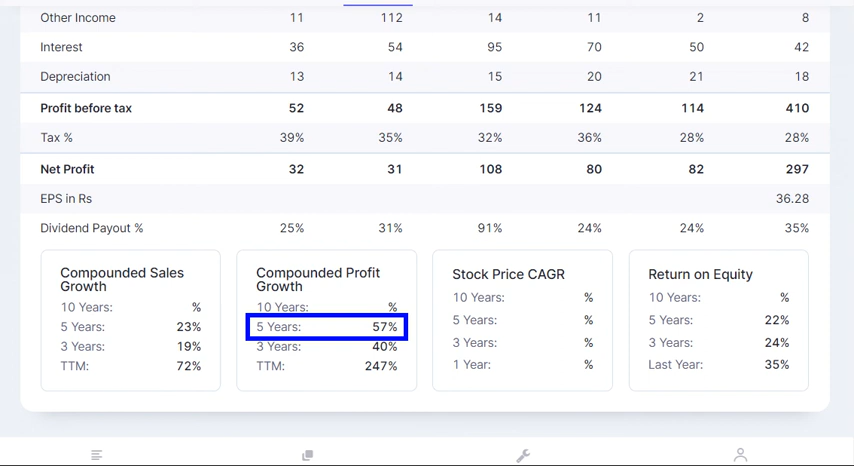 Other Income 11 112 14 11 2 8
Interest 36 54 95 70 50 42
Depreciation 13 14 15 20 21 18
Profit before tax 52 48 159 124 114 410
Tax % 39% 35% 32% 36% 28% 28%
Net Profit 32 31 108 80 82 297
EPS in Rs 36.28
Dividend Payout % 25% 31% 91% 24% 24% 35%
Compounded Sales
Growth
10 Years: %
5 Years: 23%
3 Years: 19%
TTM: 72%
Compounded Profit
Growth
10 Years: %
5 Years: 57%
3 Years: 40%
TTM: 247%
Stock Price CAGR
10 Years: %
5 Years: %
3 Years: %
1 Year: %
Return on Equity
10 Years: %
5 Years: 22%
3 Years: 24%
Last Year: 35%